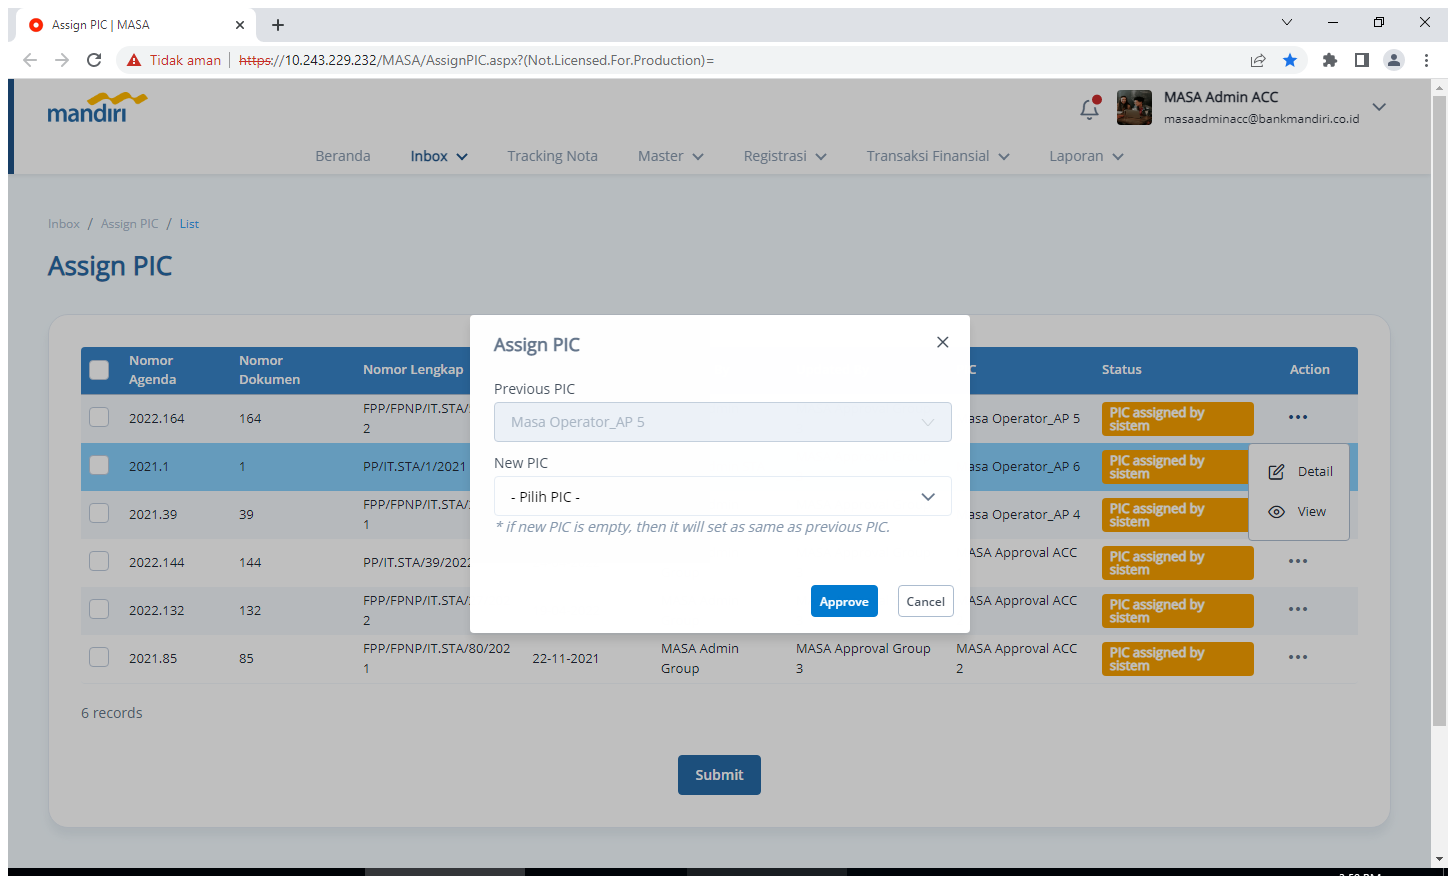 Assign PIC | MASA
Tidak aman
https://10.243.229.232/MASA/AssignPIC.aspx?(Not.Licensed.For.Production)=
mandiri
MASA Admin ACC
masaadminacc@bankmandiri.co.id
Beranda Inbox Tracking Nota Master Registrasi Transaksi Finansial Laporan
Inbox / Assign PIC / List
Assign PIC
Nomor Agenda Nomor Dokumen Nomor Lengkap Status Action
2022.164 164 FPP/FPNP/IT.STA/ 2 asa Operator_AP 5 PIC assigned by sistem
2021.1 1 PP/IT.STA/1/2021 asa Operator_AP 6 PIC assigned by sistem
Detail
View
2021.39 39 FPP/FPNP/IT.STA/ 1 asa Operator_AP 4 PIC assigned by sistem
2022.144 144 PP/IT.STA/39/2022 ASA Approval ACC PIC assigned by sistem
2022.132 132 FPP/FPNP/IT.STA/ 2 ASA Approval ACC PIC assigned by sistem
2021.85 85 FPP/FPNP/IT.STA/80/202 1 22-11-2021 MASA Admin Group MASA Approval Group 3 MASA Approval ACC 2 PIC assigned by sistem
6 records
Submit
Assign PIC
Previous PIC
Masa Operator_AP 5
New PIC
- Pilih PIC -
* if new PIC is empty, then it will set as same as previous PIC.
Approve Cancel